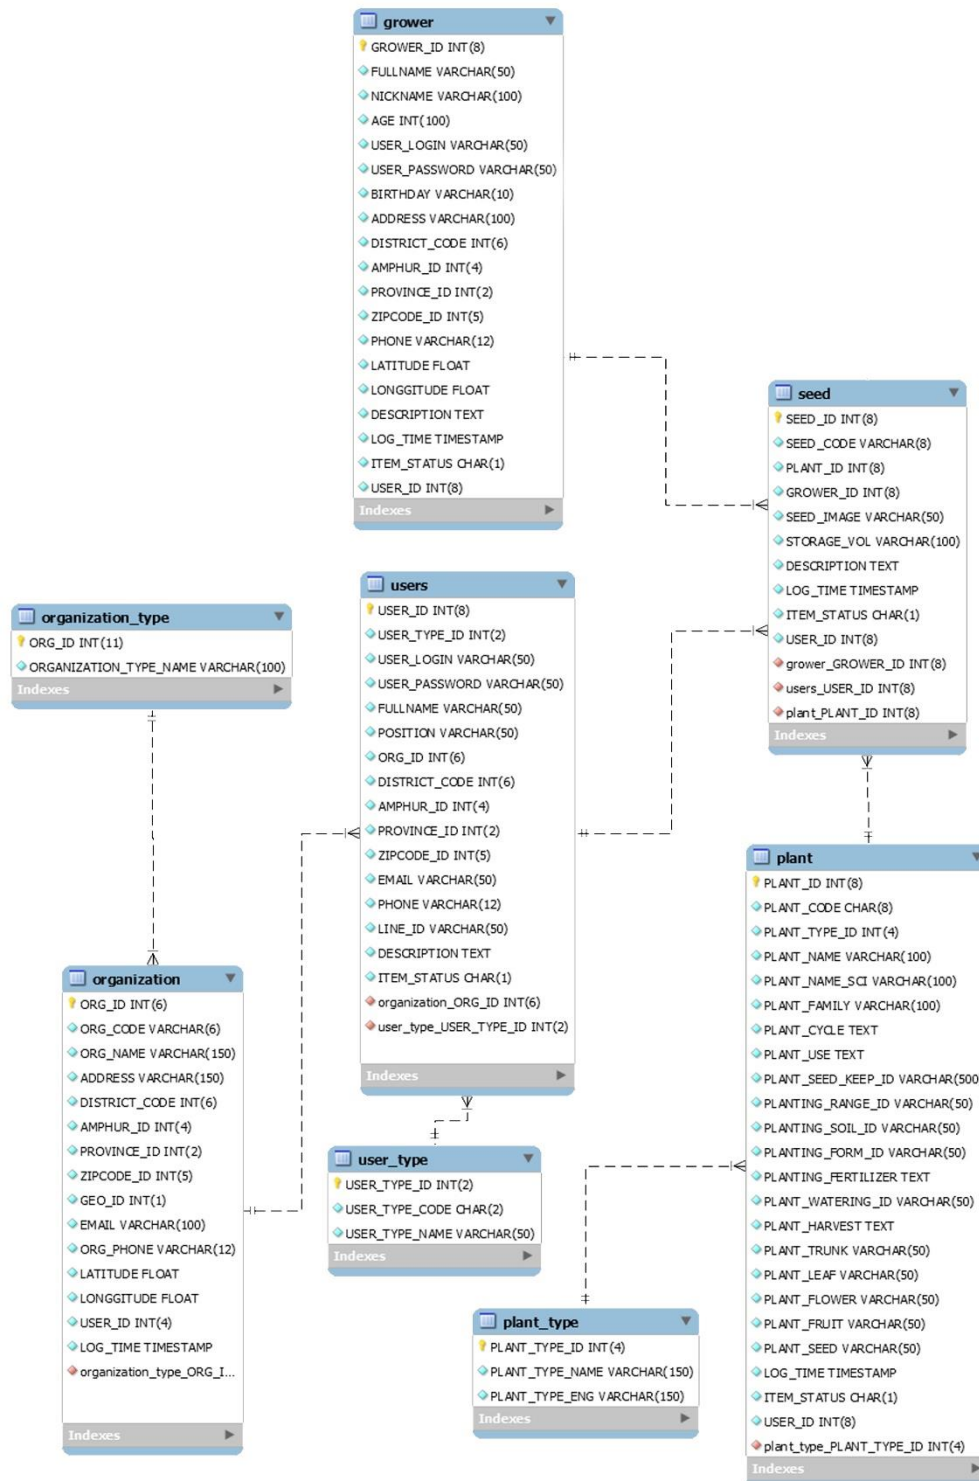 grower
GROWER_ID INT(8)
FULLNAME VARCHAR(50)
NICKNAME VARCHAR(100)
AGE INT(100)
USER_LOGIN VARCHAR(50)
USER_PASSWORD VARCHAR(50)
BIRTHDAY VARCHAR(10)
ADDRESS VARCHAR(100)
DISTRICT_CODE INT(6)
AMPHUR_ID INT(4)
PROVINCE_ID INT(2)
ZIPCODE_ID INT(5)
PHONE VARCHAR(12)
LATITUDE FLOAT
LONGGITUDE FLOAT
DESCRIPTION TEXT
LOG_TIME TIMESTAMP
ITEM_STATUS CHAR(1)
USER_ID INT(8)
Indexes
seed
SEED_ID INT(8)
SEED_CODE VARCHAR(8)
PLANT_ID INT(8)
GROWER_ID INT(8)
SEED_IMAGE VARCHAR(50)
STORAGE_VOL VARCHAR(100)
DESCRIPTION TEXT
LOG_TIME TIMESTAMP
ITEM_STATUS CHAR(1)
USER_ID INT(8)
grower_GROWER_ID INT(8)
users_USER_ID INT(8)
plant_PLANT_ID INT(8)
Indexes
users
USER_ID INT(8)
USER_TYPE_ID INT(2)
USER_LOGIN VARCHAR(50)
USER_PASSWORD VARCHAR(50)
FULLNAME VARCHAR(50)
POSITION VARCHAR(50)
ORG_ID INT(6)
DISTRICT_CODE INT(6)
AMPHUR_ID INT(4)
PROVINCE_ID INT(2)
ZIPCODE_ID INT(5)
EMAIL VARCHAR(50)
PHONE VARCHAR(12)
LINE_ID VARCHAR(50)
DESCRIPTION TEXT
ITEM_STATUS CHAR(1)
organization_ORG_ID INT(6)
user_type_USER_TYPE_ID INT(2)
Indexes
organization_type
ORG_ID INT(11)
ORGANIZATION_TYPE_NAME VARCHAR(100)
Indexes
organization
ORG_ID INT(6)
ORG_CODE VARCHAR(6)
ORG_NAME VARCHAR(150)
ADDRESS VARCHAR(150)
DISTRICT_CODE INT(6)
AMPHUR_ID INT(4)
PROVINCE_ID INT(2)
ZIPCODE_ID INT(5)
GEO_ID INT(1)
EMAIL VARCHAR(100)
ORG_PHONE VARCHAR(12)
LATITUDE FLOAT
LONGGITUDE FLOAT
USER_ID INT(4)
LOG_TIME TIMESTAMP
organization_type_ORG_I...
Indexes
user_type
USER_TYPE_ID INT(2)
USER_TYPE_CODE CHAR(2)
USER_TYPE_NAME VARCHAR(50)
Indexes
plant_type
PLANT_TYPE_ID INT(4)
PLANT_TYPE_NAME VARCHAR(150)
PLANT_TYPE_ENG VARCHAR(150)
Indexes
plant
PLANT_ID INT(8)
PLANT_CODE CHAR(8)
PLANT_TYPE_ID INT(4)
PLANT_NAME VARCHAR(100)
PLANT_NAME_SCI VARCHAR(100)
PLANT_FAMILY VARCHAR(100)
PLANT_CYCLE TEXT
PLANT_USE TEXT
PLANT_SEED_KEEP_ID VARCHAR(500
PLANTING_RANGE_ID VARCHAR(50)
PLANTING_SOIL_ID VARCHAR(50)
PLANTING_FORM_ID VARCHAR(50)
PLANTING_FERTILIZER TEXT
PLANT_WATERING_ID VARCHAR(50)
PLANT_HARVEST TEXT
PLANT_TRUNK VARCHAR(50)
PLANT_LEAF VARCHAR(50)
PLANT_FLOWER VARCHAR(50)
PLANT_FRUIT VARCHAR(50)
PLANT_SEED VARCHAR(50)
LOG_TIME TIMESTAMP
ITEM_STATUS CHAR(1)
USER_ID INT(8)
plant_type_PLANT_TYPE_ID INT(4)
Indexes